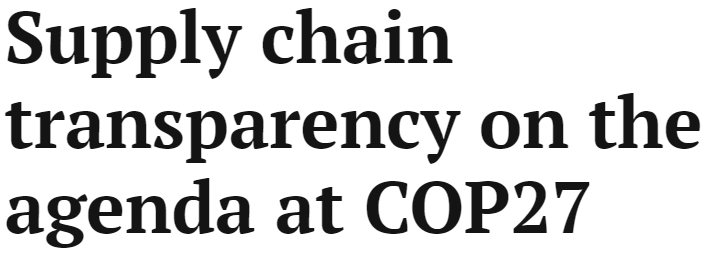 Supply chain
transparency on the
agenda at COP27